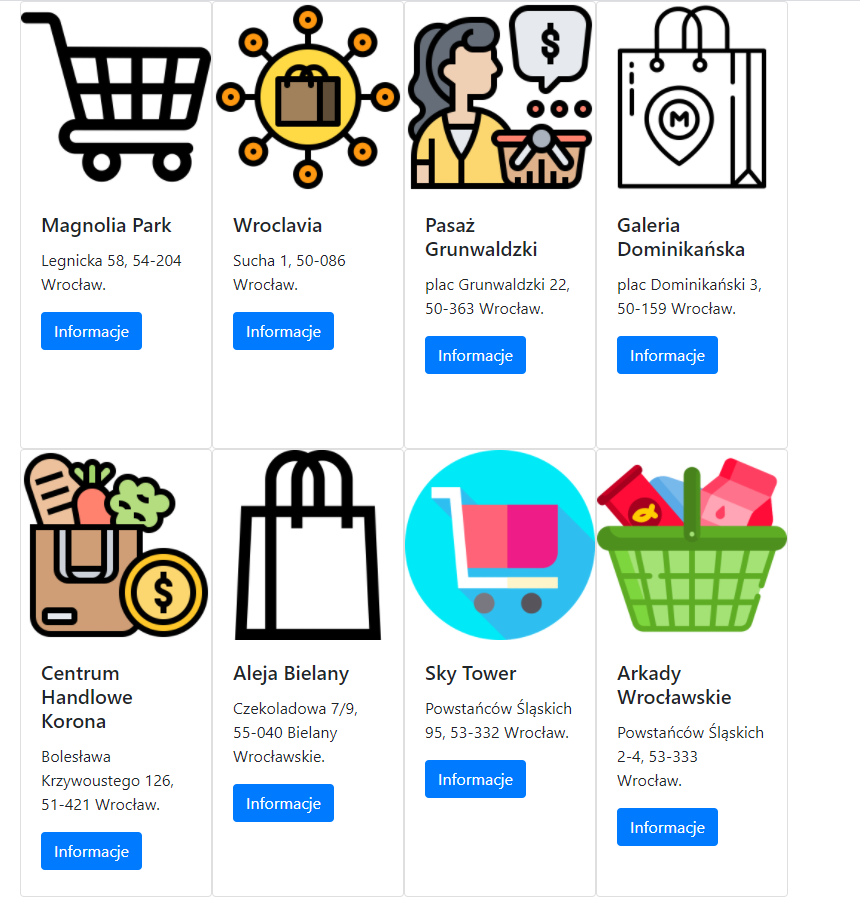 $
M
Magnolia Park
Legnicka 58, 54-204
Wrocław.
Informacje
Wroclavia
Sucha 1, 50-086
Wrocław.
Informacje
Pasaż
Grunwaldzki
plac Grunwaldzki 22,
50-363 Wrocław.
Informacje
Galeria
Dominikańska
plac Dominikański 3,
50-159 Wrocław.
Informacje
$
Centrum
Handlowe
Korona
Bolesława
Krzywoustego 126,
51-421 Wrocław.
Informacje
Aleja Bielany
Czekoladowa 7/9,
55-040 Bielany
Wrocławskie.
Informacje
Sky Tower
Powstańców Śląskich
95, 53-332 Wrocław.
Informacje
Arkady
Wrocławskie
Powstańców Śląskich
2-4, 53-333
Wrocław.
Informacje